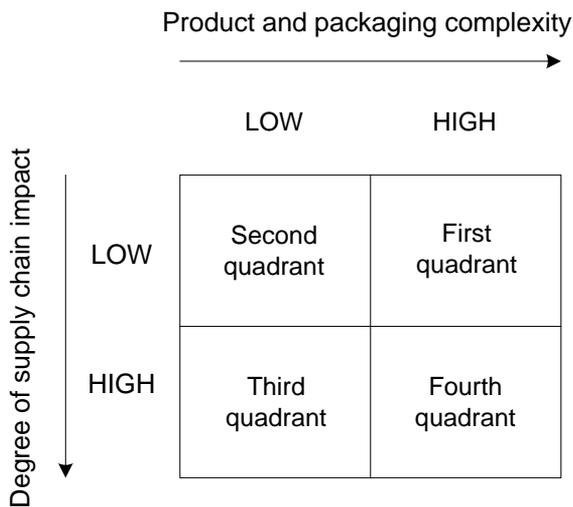 Product and packaging complexity
LOW
HIGH
Degree of supply chain impact
LOW
Second
quadrant
First
quadrant
HIGH
Third
quadrant
Fourth
quadrant